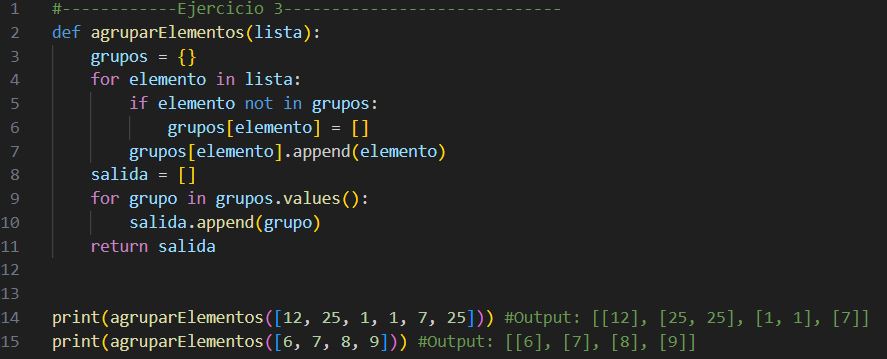 1 #------------Ejercicio 3-----------------------------
2 def agruparElementos(lista):
3     grupos = {}
4     for elemento in lista:
5         if elemento not in grupos:
6             grupos[elemento] = []
7         grupos[elemento].append(elemento)
8     salida = []
9     for grupo in grupos.values():
10         salida.append(grupo)
11     return salida
12
13
14 print(agruparElementos([12, 25, 1, 1, 7, 25])) #Output: [[12], [25, 25], [1, 1], [7]]
15 print(agruparElementos([6, 7, 8, 9])) #Output: [[6], [7], [8], [9]]